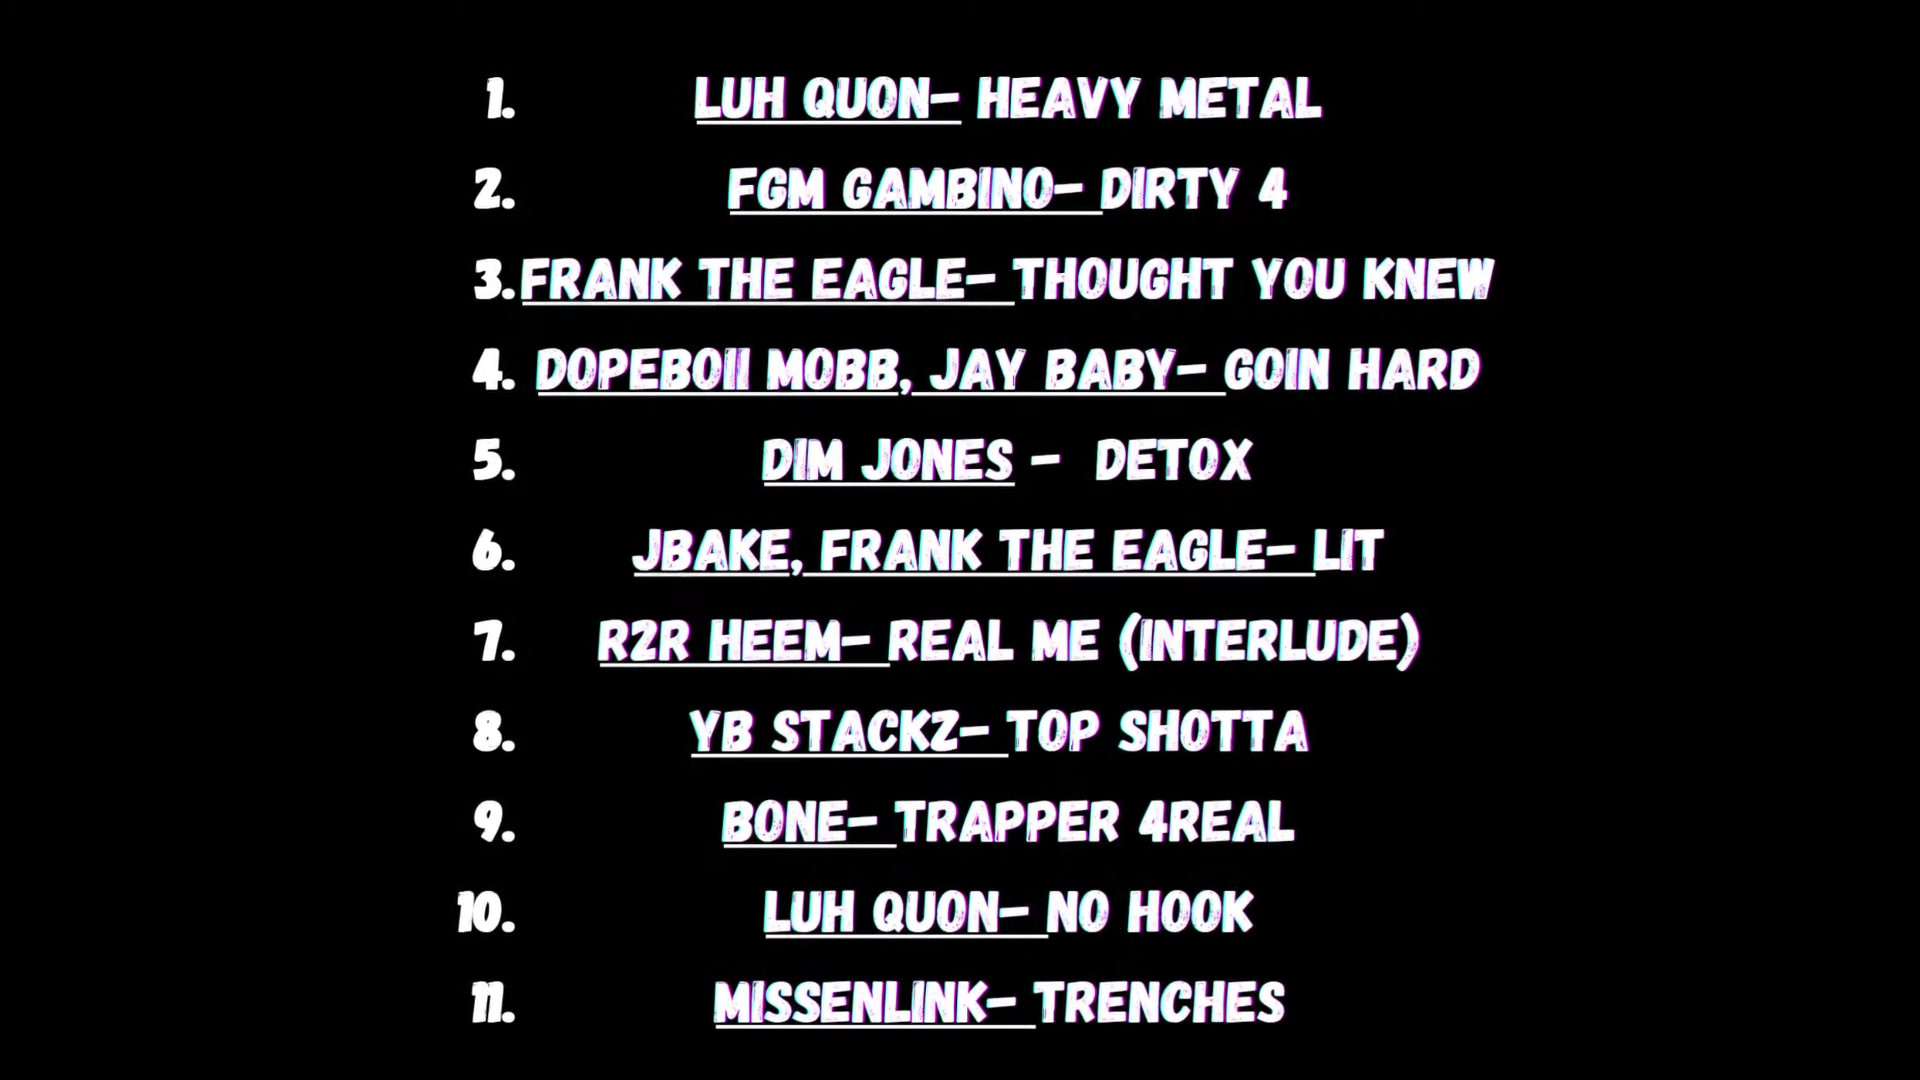 1. LUH QUON- HEAVY METAL
2. FGM GAMBINO- DIRTY 4
3. FRANK THE EAGLE- THOUGHT YOU KNEW
4. DOPEBOII MOBB, JAY BABY- GOIN HARD
5. DIM JONES - DETOX
6. JBAKE, FRANK THE EAGLE- LIT
7. R2R HEEM- REAL ME (INTERLUDE)
8. YB STACKZ- TOP SHOTTA
9. BONE- TRAPPER 4REAL
10. LUH QUON- NO HOOK
11. MISSENLINK- TRENCHES